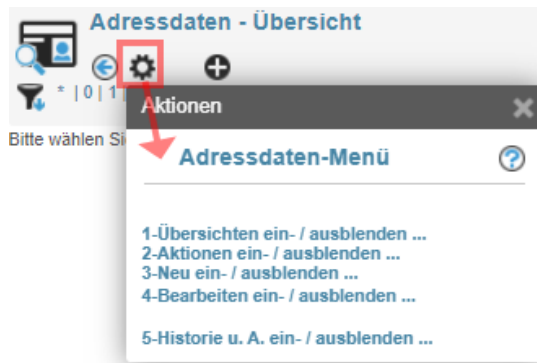 Adressdaten - Übersicht
* | 0 | 1 |
Aktionen
Bitte wählen
Adressdaten-Menü
1-Übersichten ein- / ausblenden ...
2-Aktionen ein- / ausblenden ...
3-Neu ein- / ausblenden ...
4-Bearbeiten ein- / ausblenden ...
5-Historie u. A. ein- / ausblenden ...